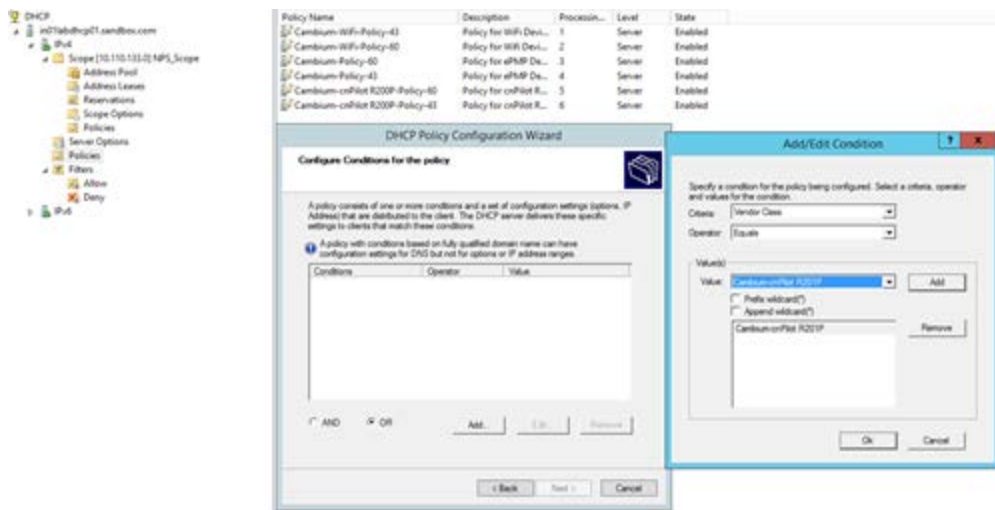 DHCP
in01labdhcp01.sandbox.com
IPv4
Scope [10.110.133.0] NPS_Scope
Address Pool
Address Leases
Reservations
Scope Options
Policies
Server Options
Policies
Filters
Allow
Deny
IPv6
Policy Name Description Processin... Level State
Cambium-WiFi-Policy-43 Policy for WiFi Devi... 1 Server Enabled
Cambium-WiFi-Policy-60 Policy for WiFi Devi... 2 Server Enabled
Cambium-Policy-60 Policy for ePMP De... 3 Server Enabled
Cambium-Policy-43 Policy for ePMP De... 4 Server Enabled
Cambium-cnPilot R200P-Policy-60 Policy for cnPilot R... 5 Server Enabled
Cambium-cnPilot R200P-Policy-43 Policy for cnPilot R... 6 Server Enabled
DHCP Policy Configuration Wizard
Configure Conditions for the policy
A policy consists of one or more conditions and a set of configuration settings (options, IP
Address) that are distributed to the client. The DHCP server delivers these specific
settings to clients that match these conditions.
A policy with conditions based on fully qualified domain name can have
configuration settings for DNS but not for options or IP address ranges.
Conditions Operator Value
AND OR Add... Edit... Remove
< Back Next > Cancel
Add/Edit Condition
? x
Specify a condition for the policy being configured. Select a criteria, operator
and values for the condition.
Criteria: Vendor Class
Operator: Equals
Value(s)
Value: Cambium-cnPilot R201P Add
Prefix wildcard(*)
Append wildcard(*)
Cambium-cnPilot R201P Remove
Ok Cancel